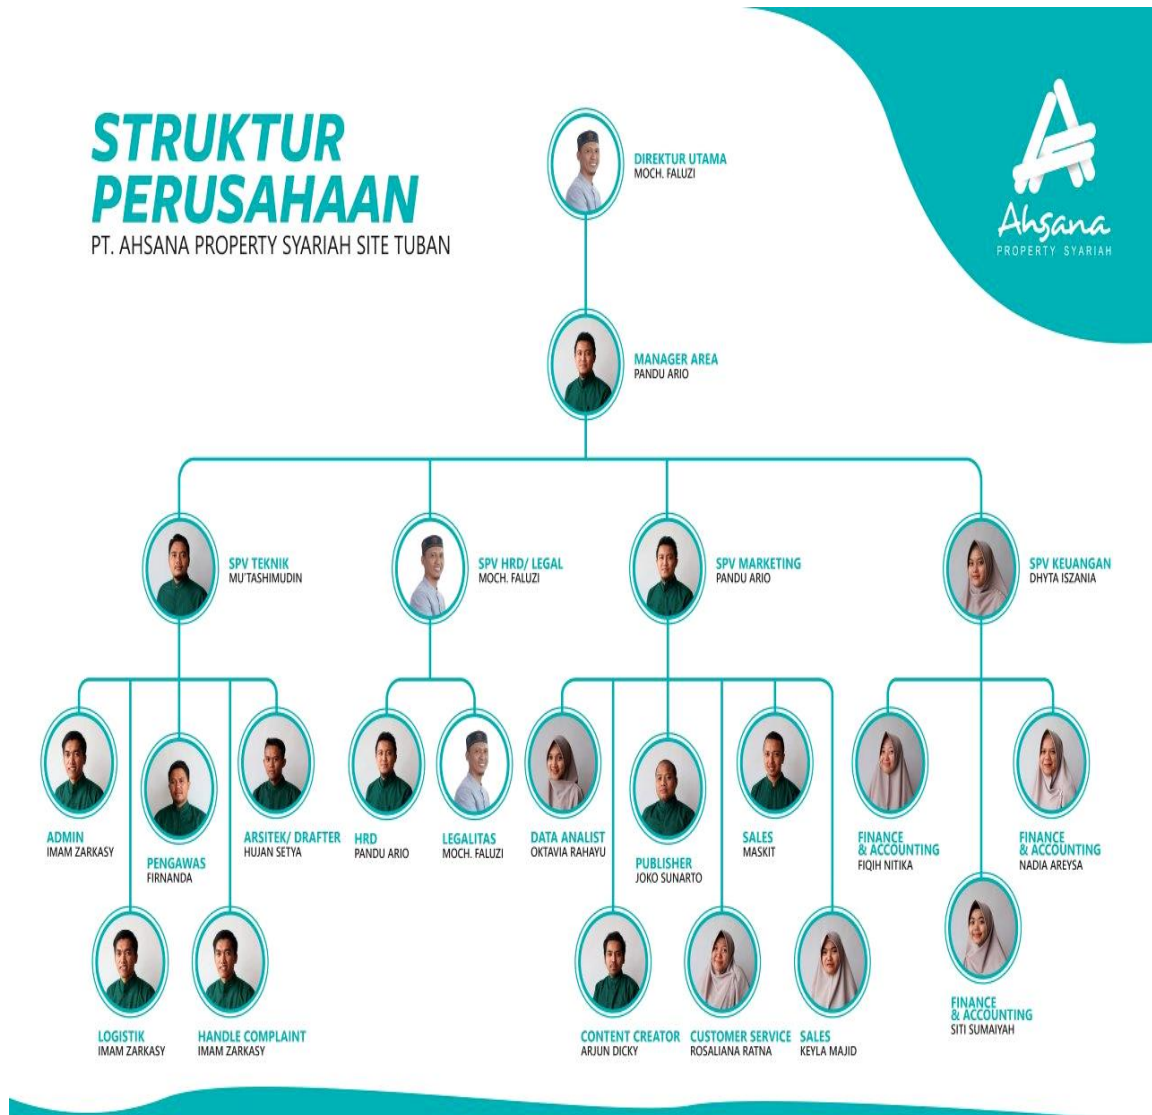 STRUKTUR
PERUSAHAAN
PT. AHSANA PROPERTY SYARIAH SITE TUBAN
Ahsana
PROPERTY SYARIAH
DIREKTUR UTAMA
MOCH. FALUZI
MANAGER AREA
PANDU ARIO
SPV TEKNIK
MU'TASHIMUDIN
SPV HRD/ LEGAL
MOCH. FALUZI
SPV MARKETING
PANDU ARIO
SPV KEUANGAN
DHYTA ISZANIA
ADMIN
IMAM ZARKASY
PENGAWAS
FIRNANDA
ARSITEK/ DRAFTER
HUJAN SETYA
HRD
PANDU ARIO
LEGALITAS
MOCH. FALUZI
DATA ANALIST
OKTAVIA RAHAYU
PUBLISHER
JOKO SUNARTO
SALES
MASKIT
FINANCE
& ACCOUNTING
FIQIH NITIKA
FINANCE
& ACCOUNTING
NADIA AREYSA
LOGISTIK
IMAM ZARKASY
HANDLE COMPLAINT
IMAM ZARKASY
CONTENT CREATOR
ARJUN DICKY
CUSTOMER SERVICE
ROSALIANA RATNA
SALES
KEYLA MAJID
FINANCE
& ACCOUNTING
SITI SUMAIYAH